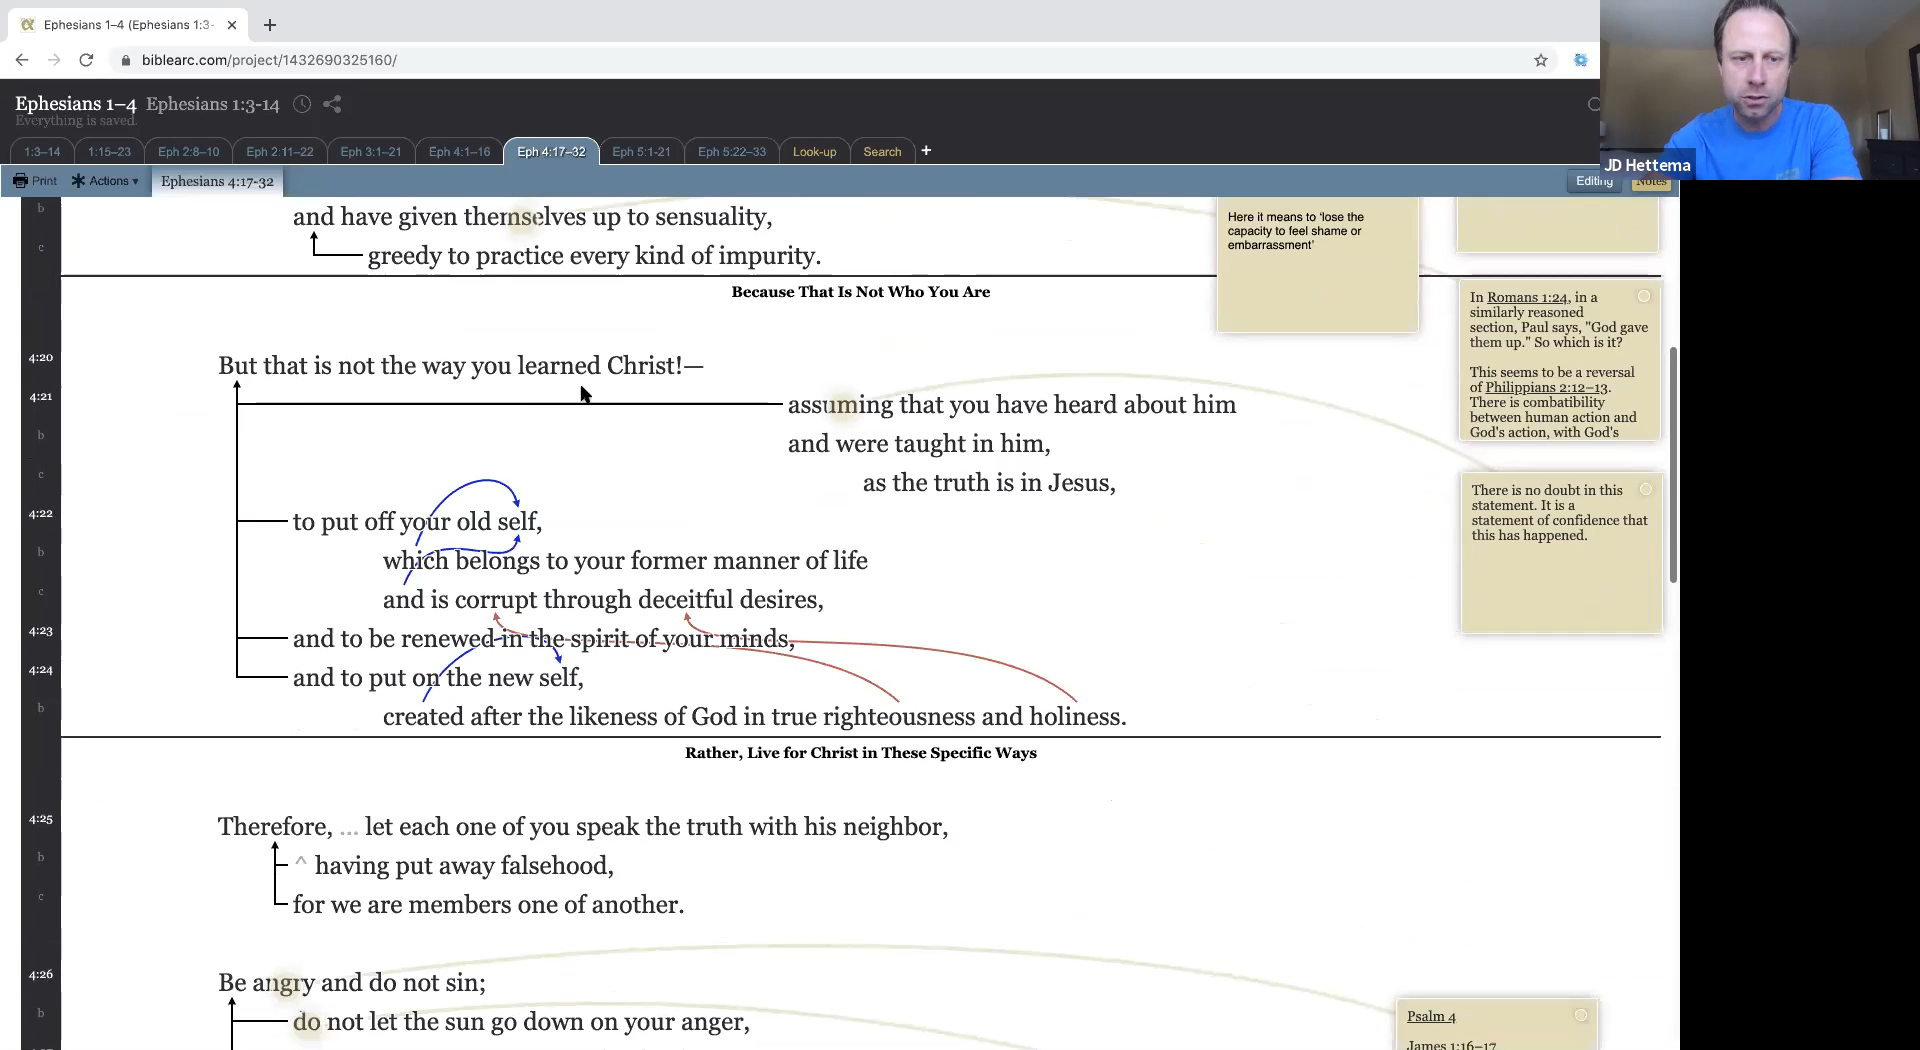 Ephesians 1–4 (Ephesians 1:3-
biblearc.com/project/1432690325160/
Ephesians 1–4 Ephesians 1:3-14
Everything is saved.
1:3–14 1:15–23 Eph 2:8–10 Eph 2:11–22 Eph 3:1–21 Eph 4:1–16 Eph 4:17–32 Eph 5:1-21 Eph 5:22–33 Look-up Search +
Print Actions Ephesians 4:17-32 Editing Notes
JD Hettema
b and have given themselves up to sensuality,
c greedy to practice every kind of impurity.
Here it means to 'lose the
capacity to feel shame or
embarrassment'
Because That Is Not Who You Are
In Romans 1:24, in a
similarly reasoned
section, Paul says, "God gave
them up." So which is it?
This seems to be a reversal
of Philippians 2:12–13.
There is combatibility
between human action and
God's action, with God's
4:20 But that is not the way you learned Christ!—
4:21 assuming that you have heard about him
b and were taught in him,
c as the truth is in Jesus,
There is no doubt in this
statement. It is a
statement of confidence that
this has happened.
4:22 to put off your old self,
b which belongs to your former manner of life
c and is corrupt through deceitful desires,
4:23 and to be renewed in the spirit of your minds,
4:24 and to put on the new self,
b created after the likeness of God in true righteousness and holiness.
Rather, Live for Christ in These Specific Ways
4:25 Therefore, ... let each one of you speak the truth with his neighbor,
b ^ having put away falsehood,
c for we are members one of another.
4:26 Be angry and do not sin;
b do not let the sun go down on your anger,
Psalm 4
James 1:16–17